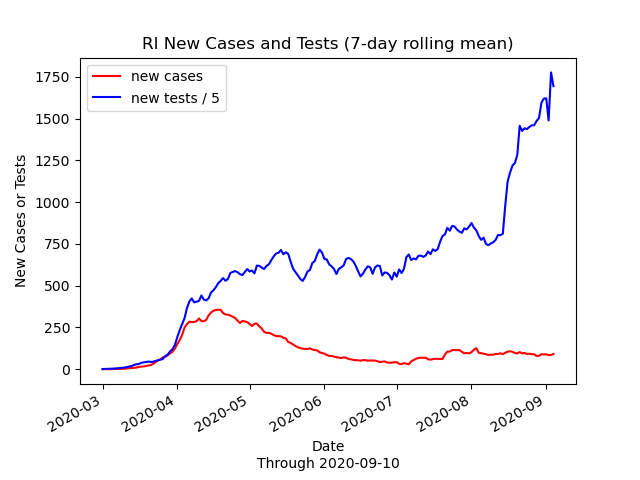 RI New Cases and Tests (7-day rolling mean)
new cases
new tests / 5
New Cases or Tests
1750
1500
1250
1000
750
500
250
0
2020-03
2020-04
2020-05
2020-06
2020-07
2020-08
2020-09
Date
Through 2020-09-10